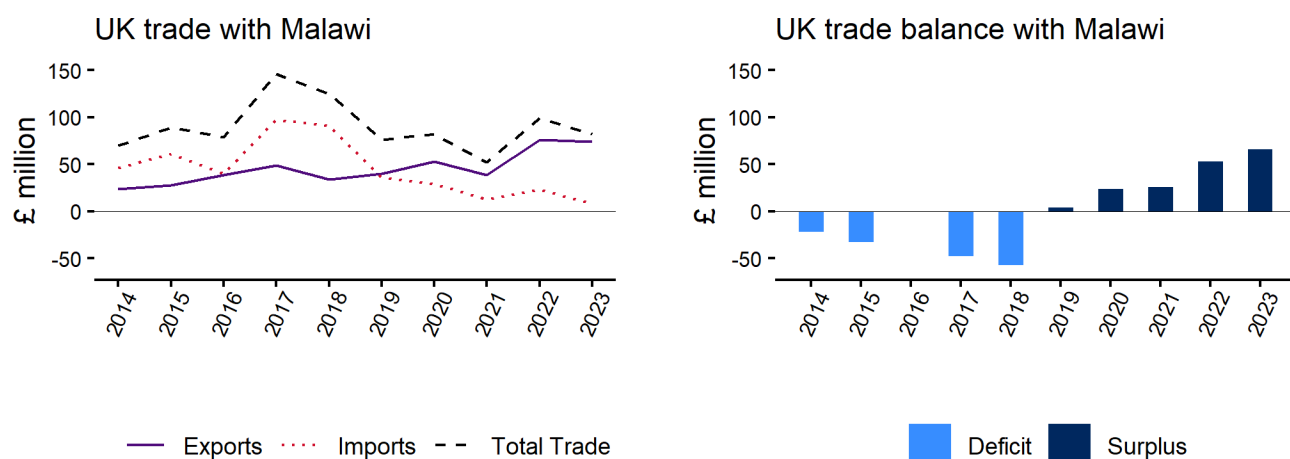 UK trade with Malawi
£ million
150
100
50
0
-50
2014 2015 2016 2017 2018 2019 2020 2021 2022 2023
Exports Imports Total Trade
UK trade balance with Malawi
£ million
150
100
50
0
-50
2014 2015 2016 2017 2018 2019 2020 2021 2022 2023
Deficit Surplus